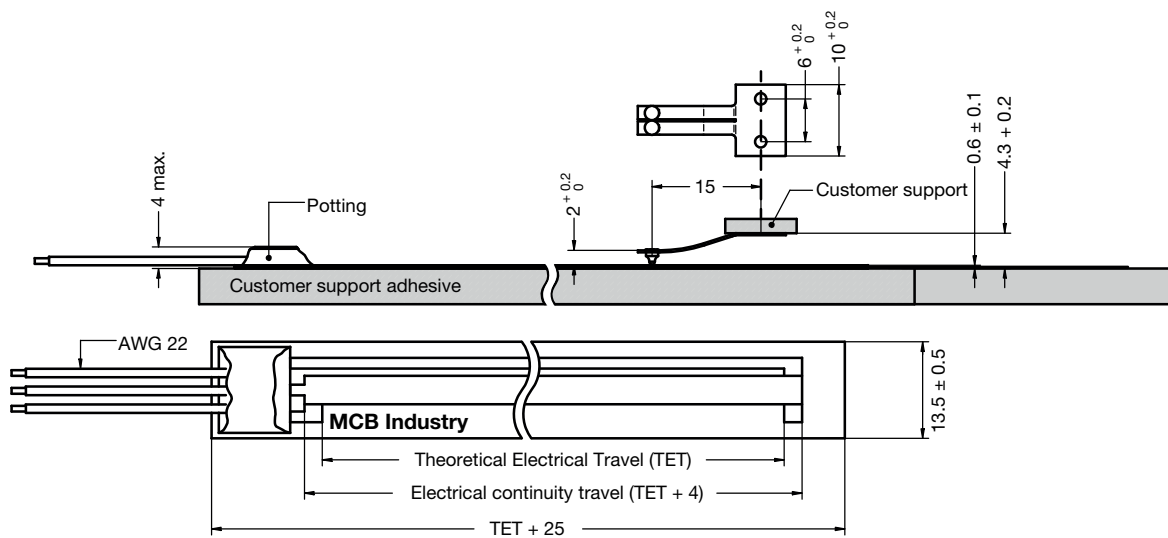 6 +0.2 0
10 +0.2 0
4 max.
Potting
2 +0.2 0
15
Customer support
0.6 ± 0.1
4.3 + 0.2
Customer support adhesive
AWG 22
MCB Industry
13.5 ± 0.5
Theoretical Electrical Travel (TET)
Electrical continuity travel (TET + 4)
TET + 25